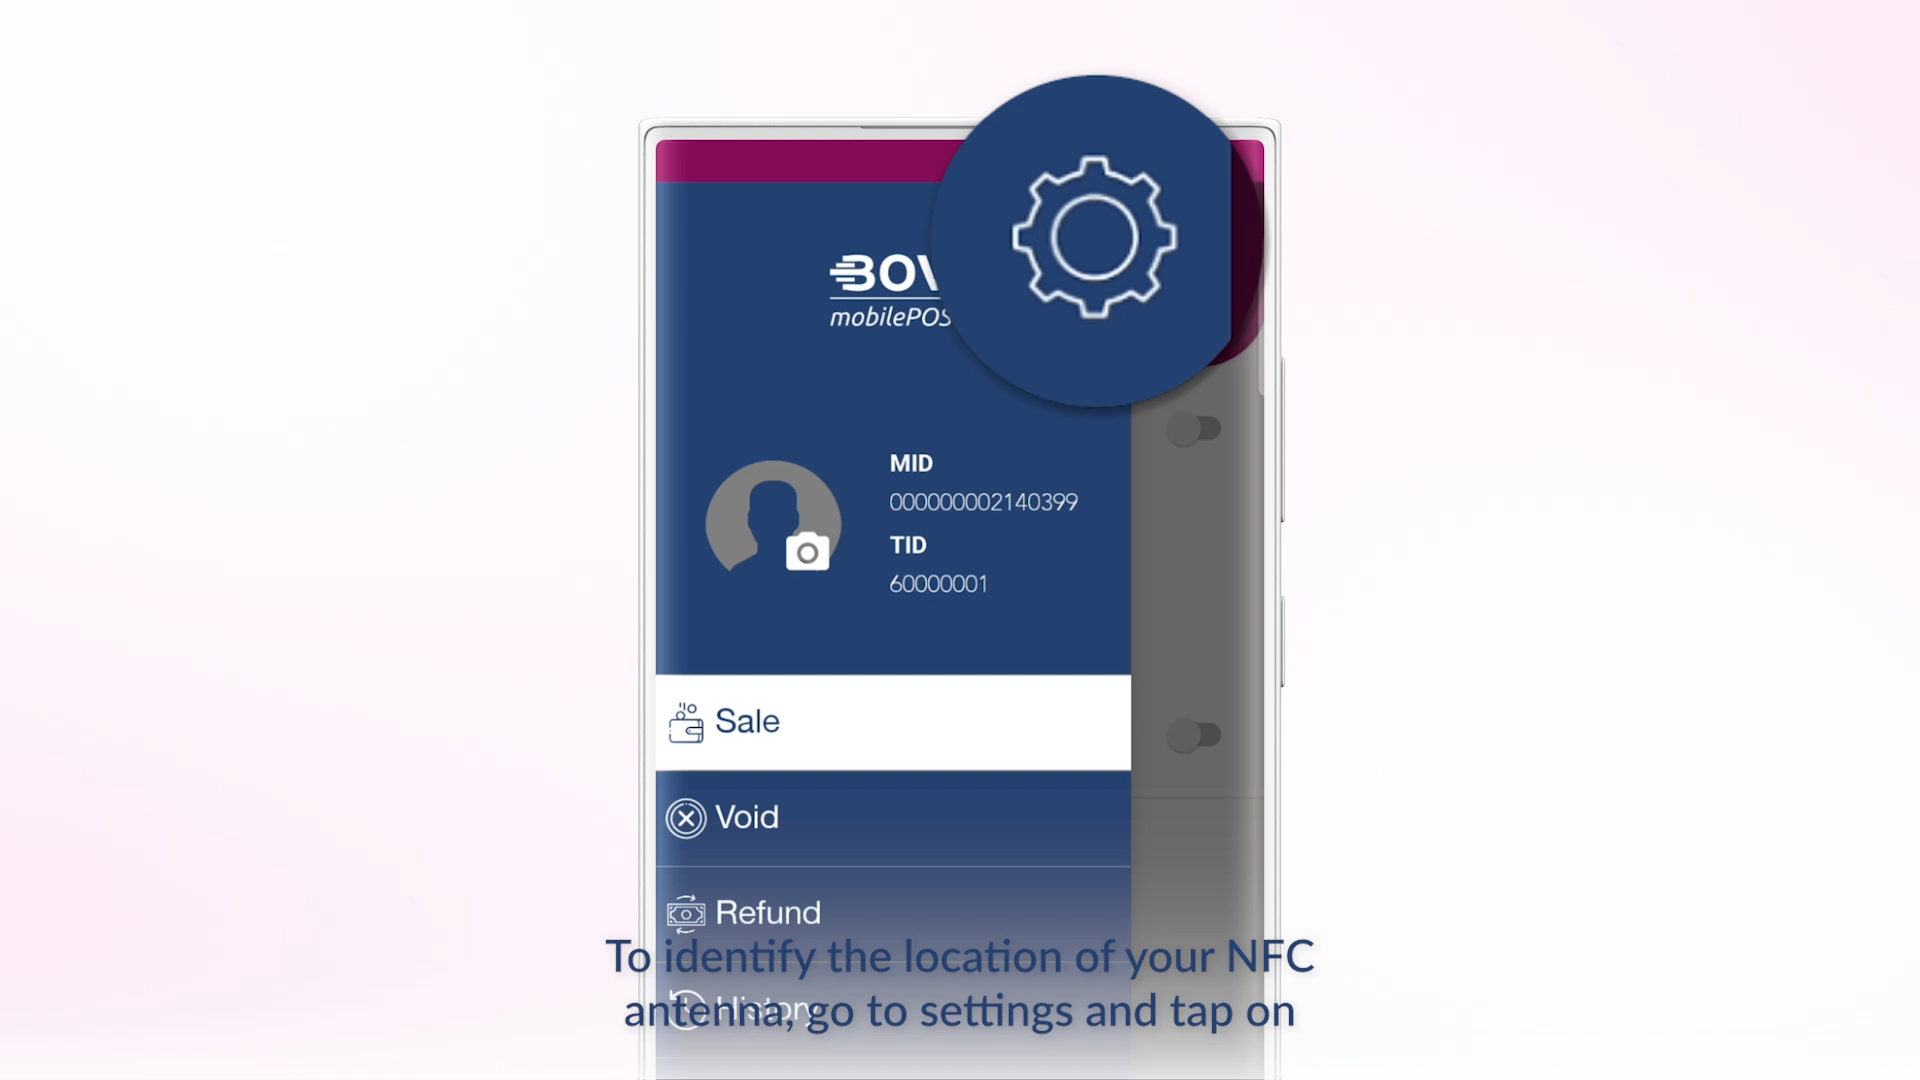 BOV
mobilePOS
MID
000000002140399
TID
60000001
Sale
Void
Refund
History
To identify the location of your NFC
antenna, go to settings and tap on